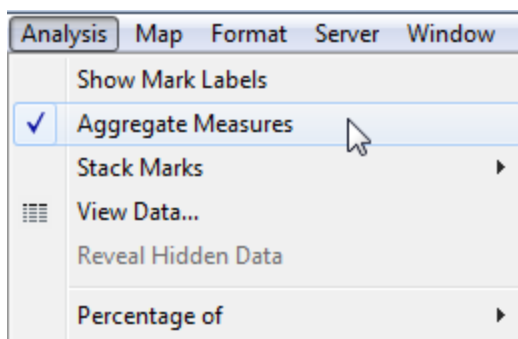 Analysis Map Format Server Window
Show Mark Labels
Aggregate Measures
Stack Marks
View Data...
Reveal Hidden Data
Percentage of